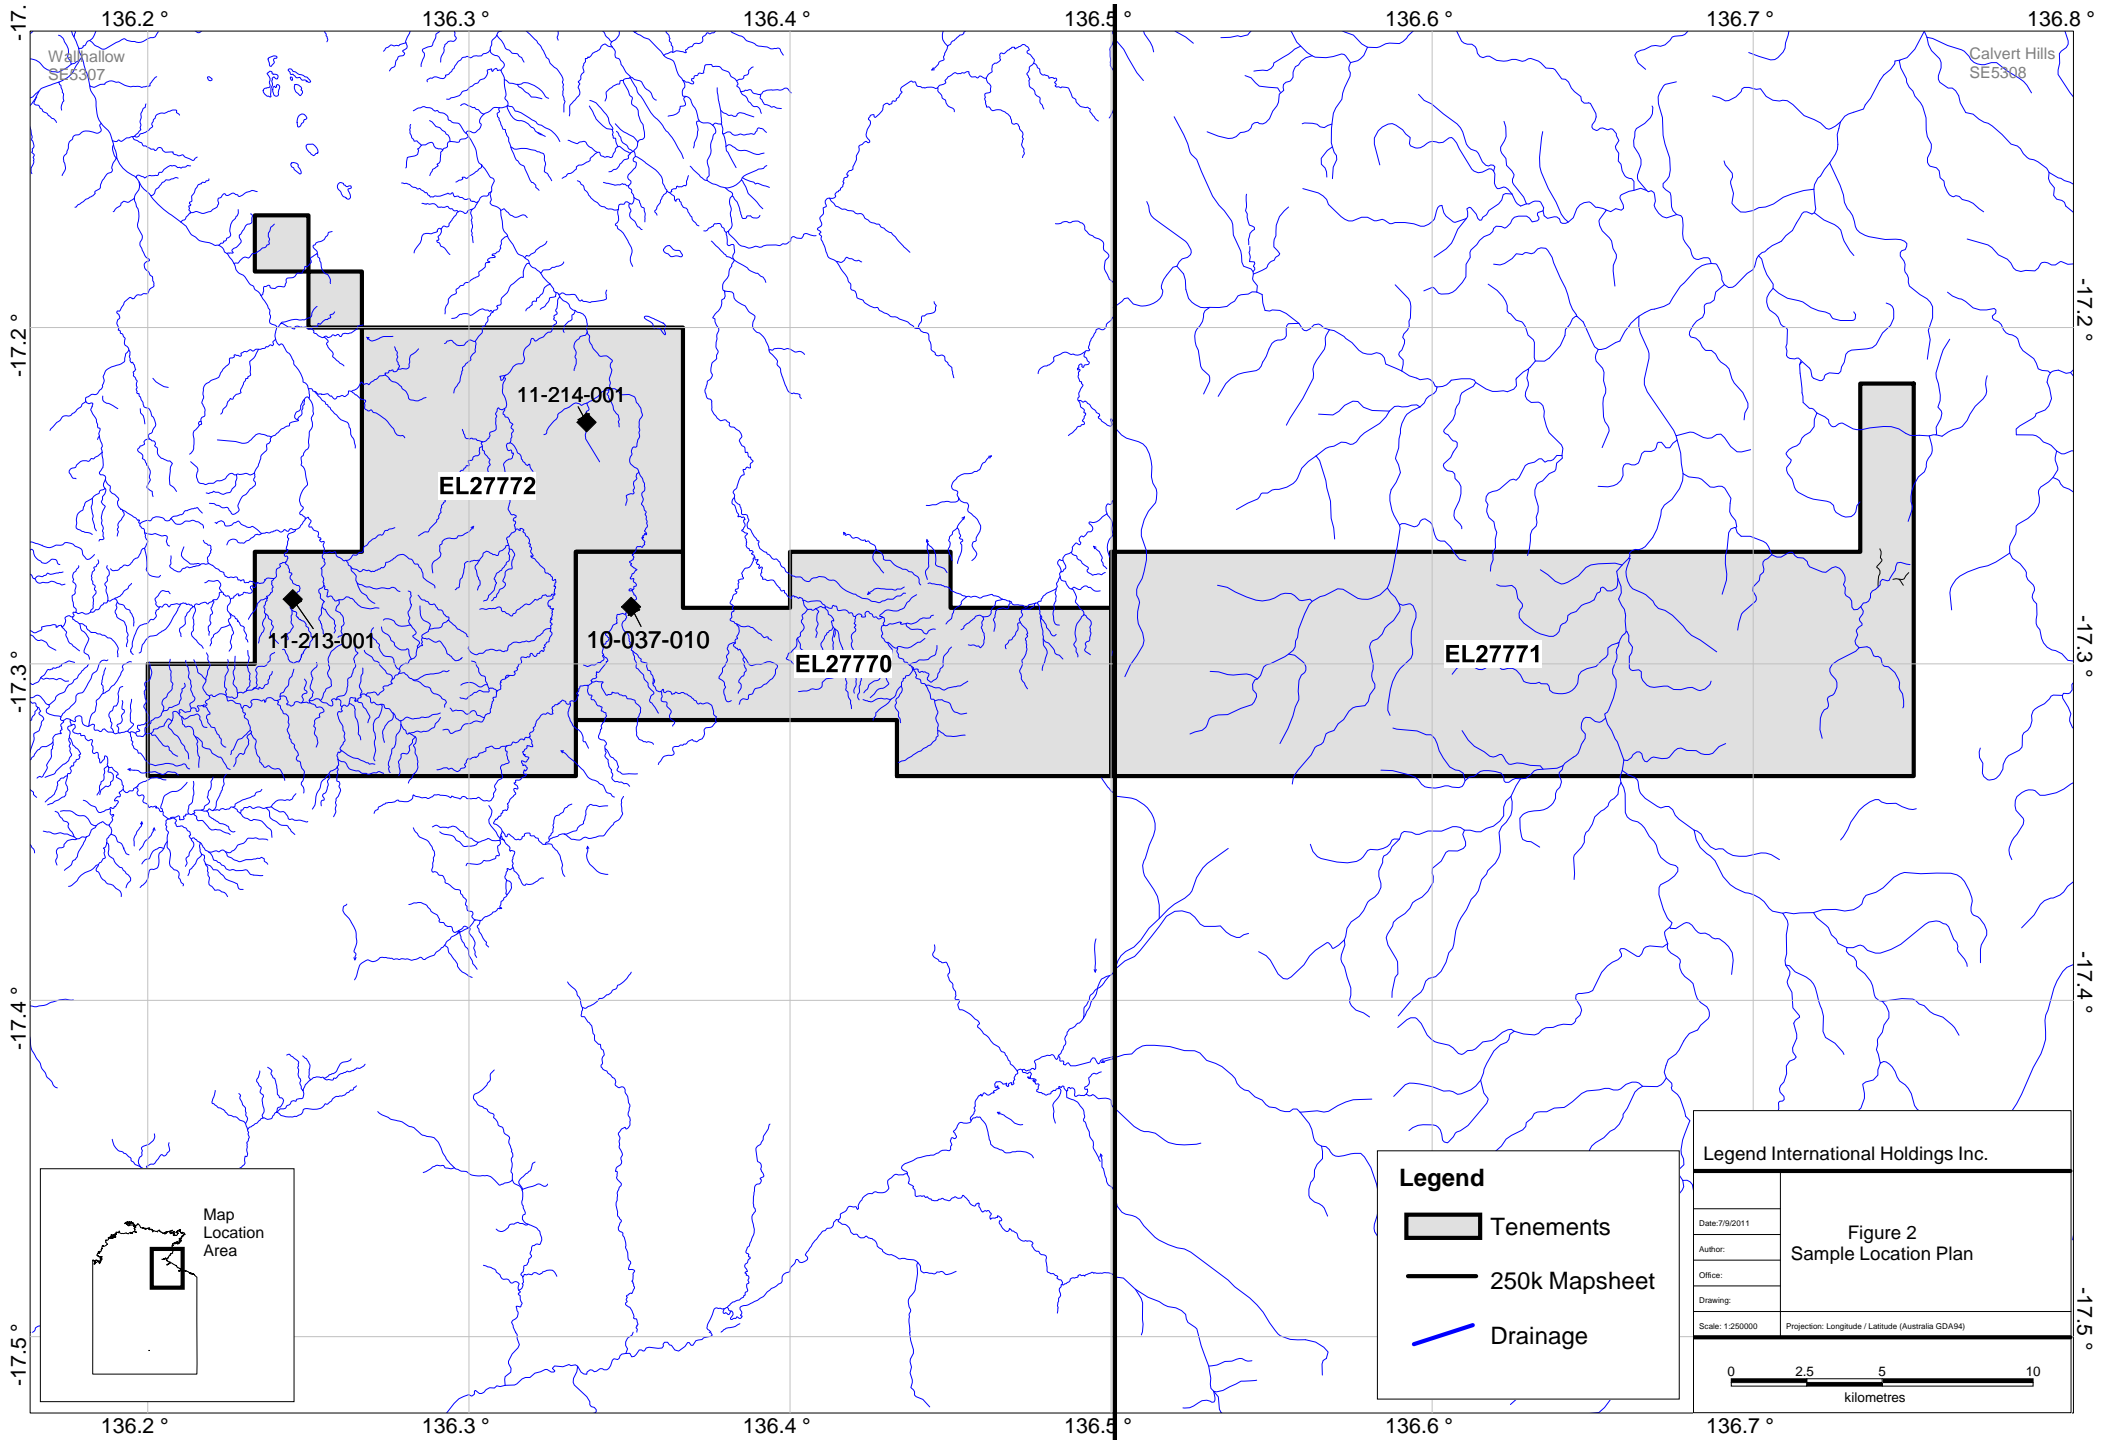 136.2 °
136.3 °
136.4 °
136.5 °
136.6 °
136.7 °
136.8 °
-17.
Wallhallow
SE5307
Calvert Hills
SE5308
-17.2 °
-17.2 °
11-214-001
EL27772
11-213-001
10-037-010
EL27770
EL27771
-17.3 °
-17.3 °
-17.4 °
-17.4 °
-17.5 °
-17.5 °
Map
Location
Area
Legend
Tenements
250k Mapsheet
Drainage
Legend International Holdings Inc.
Date:7/9/2011
Author:
Office:
Drawing:
Scale: 1:250000
Figure 2
Sample Location Plan
Projection: Longitude / Latitude (Australia GDA94)
0 2.5 5 10
kilometres
136.2 °
136.3 °
136.4 °
136.5 °
136.6 °
136.7 °